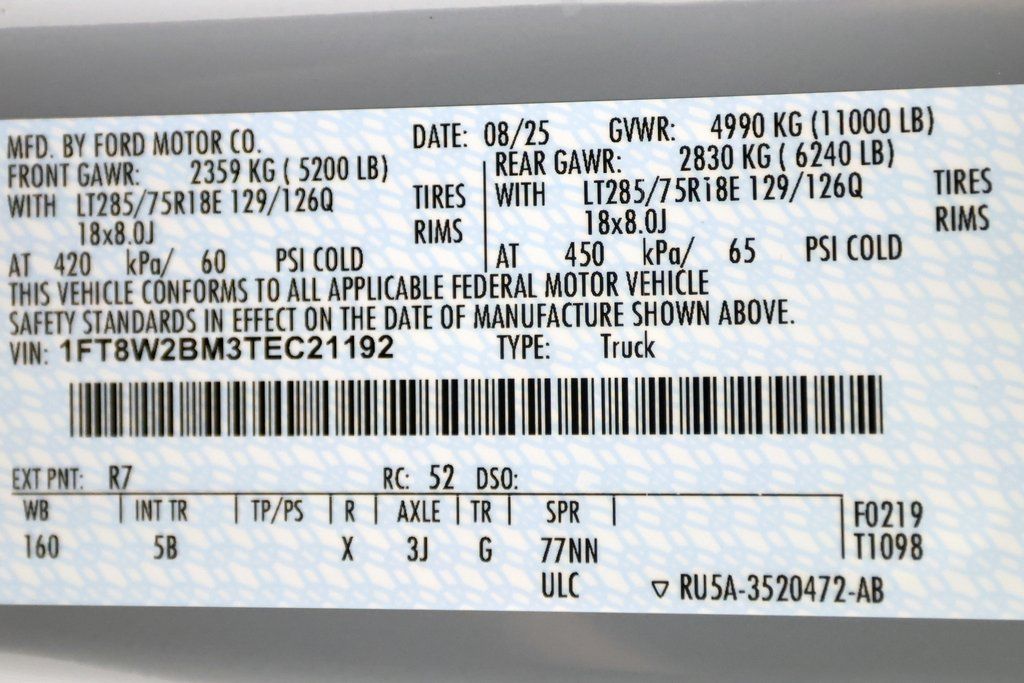 MFD. BY FORD MOTOR CO. DATE: 08/25 GVWR: 4990 KG (11000 LB)
FRONT GAWR: 2359 KG ( 5200 LB) REAR GAWR: 2830 KG ( 6240 LB)
WITH LT285/75R18E 129/126Q TIRES WITH LT285/75R18E 129/126Q TIRES
18x8.0J RIMS 18x8.0J RIMS
AT 420 kPa/ 60 PSI COLD AT 450 kPa/ 65 PSI COLD
THIS VEHICLE CONFORMS TO ALL APPLICABLE FEDERAL MOTOR VEHICLE
SAFETY STANDARDS IN EFFECT ON THE DATE OF MANUFACTURE SHOWN ABOVE.
VIN: 1FT8W2BM3TEC21192 TYPE: Truck
EXT PNT: R7 RC: 52 DSO:
WB INT TR TP/PS R AXLE TR SPR F0219
160 5B X 3J G 77NN T1098
ULC ▽ RU5A-3520472-AB